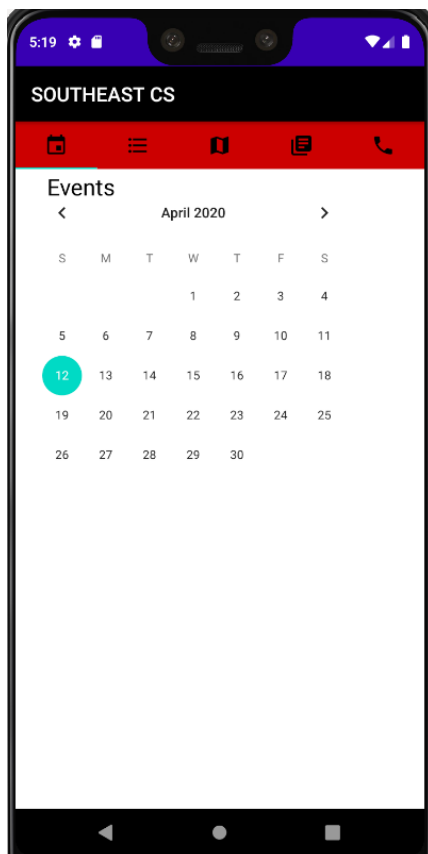 5:19
SOUTHEAST CS
Events
April 2020
S M T W T F S
1 2 3 4
5 6 7 8 9 10 11
12 13 14 15 16 17 18
19 20 21 22 23 24 25
26 27 28 29 30